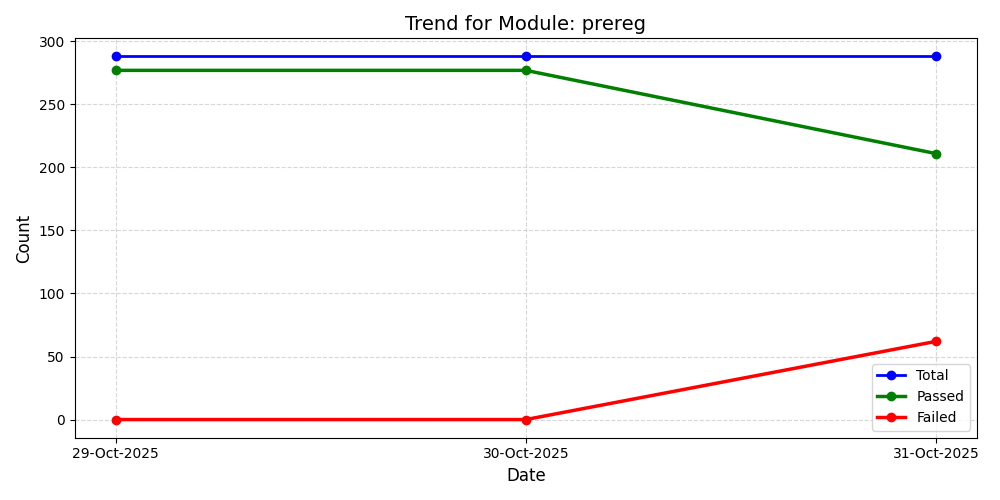 Trend for Module: prereg
300
250
200
150
100
50
0
Count
29-Oct-2025
30-Oct-2025
31-Oct-2025
Date
Total
Passed
Failed